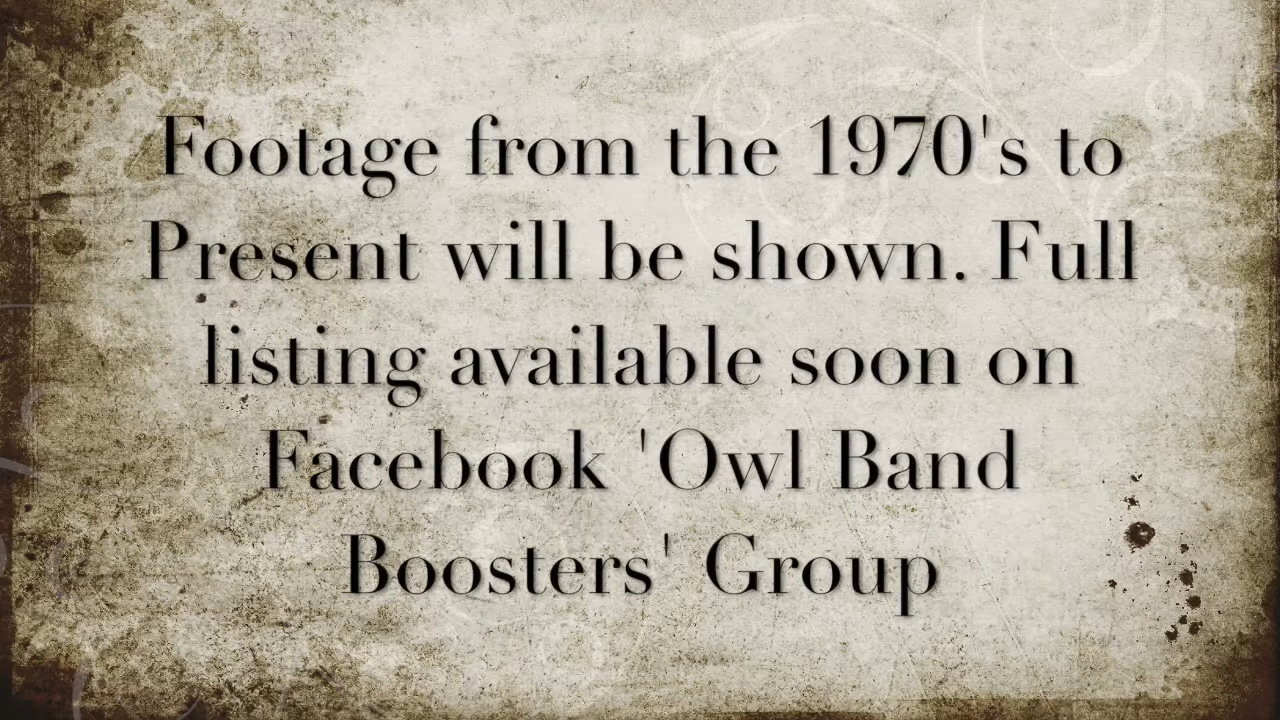 Footage from the 1970's to
Present will be shown. Full
listing available soon on
Facebook 'Owl Band
Boosters' Group